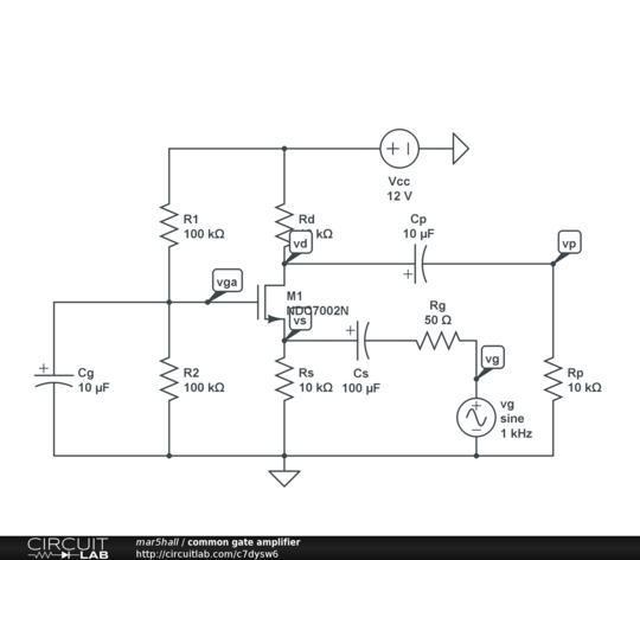 Vcc
12 V
R1
100 kΩ
Rd
kΩ
vd
Cp
10 µF
vp
vga
M1
NDC7002N
vs
Rg
50 Ω
vg
Cg
10 µF
R2
100 kΩ
Rs
10 kΩ
Cs
100 µF
vg
sine
1 kHz
Rp
10 kΩ
CIRCUIT
LAB
mar5hall / common gate amplifier
http://circuitlab.com/c7dysw6